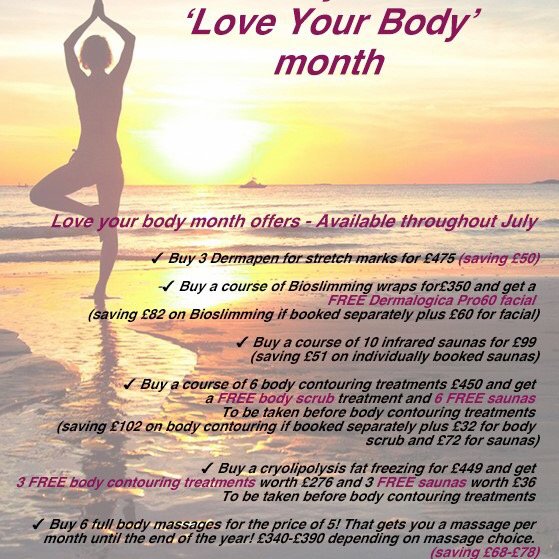 ‘Love Your Body’
month
Love your body month offers - Available throughout July
✔ Buy 3 Dermapen for stretch marks for £475 (saving £50)
-✔ Buy a course of Bioslimming wraps for£350 and get a
FREE Dermalogica Pro60 facial
(saving £82 on Bioslimming if booked separately plus £60 for facial)
✔ Buy a course of 10 infrared saunas for £99
(saving £51 on individually booked saunas)
✔ Buy a course of 6 body contouring treatments £450 and get
a FREE body scrub treatment and 6 FREE saunas
To be taken before body contouring treatments
(saving £102 on body contouring if booked separately plus £32 for body
scrub and £72 for saunas)
✔ Buy a cryolipolysis fat freezing for £449 and get
3 FREE body contouring treatments worth £276 and 3 FREE saunas worth £36
To be taken before body contouring treatments
✔ Buy 6 full body massages for the price of 5! That gets you a massage per
month until the end of the year! £340-£390 depending on massage choice.
(saving £68-£78)